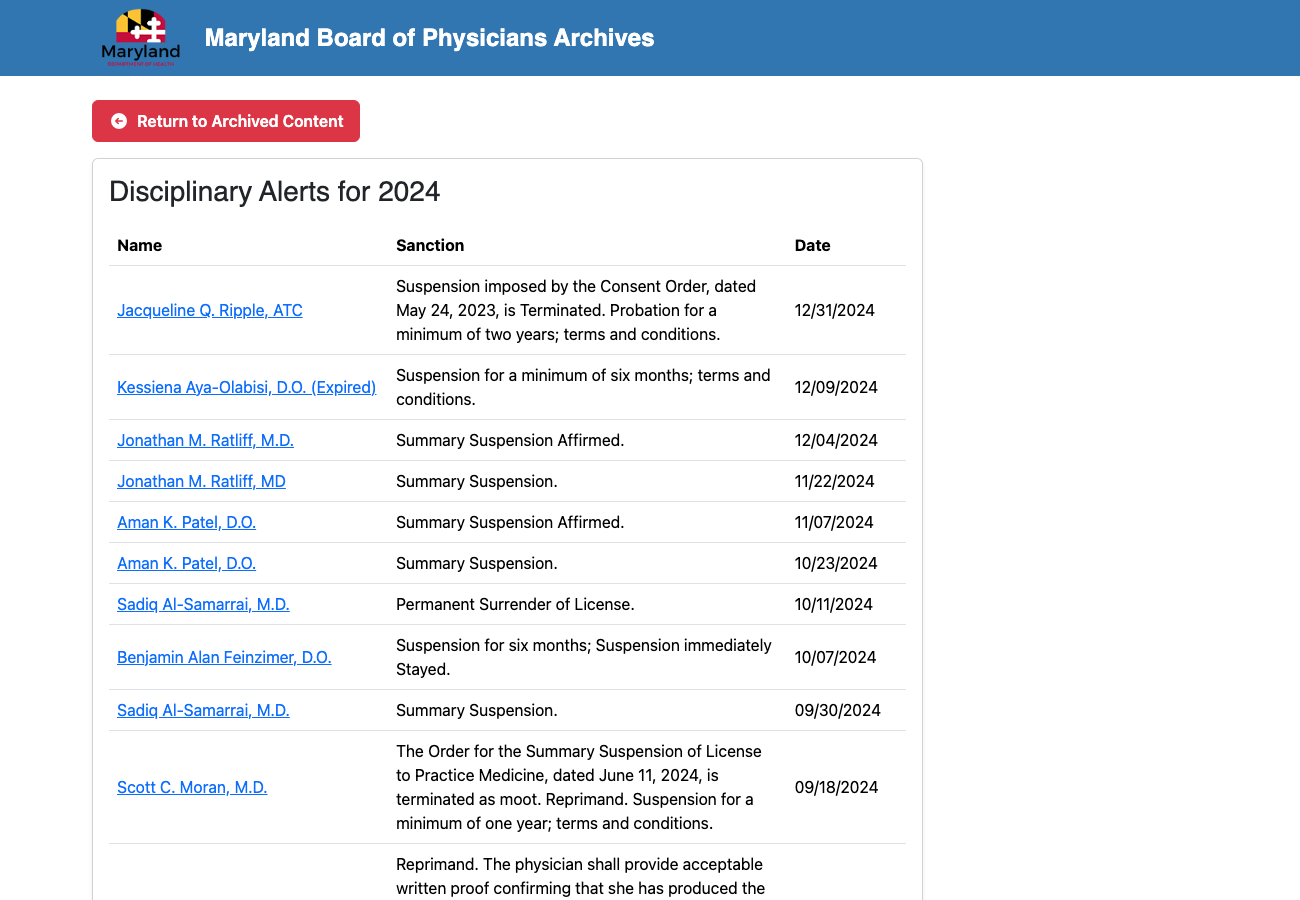 Maryland
DEPARTMENT OF HEALTH
Maryland Board of Physicians Archives
Return to Archived Content
Disciplinary Alerts for 2024
Name Sanction Date
Jacqueline Q. Ripple, ATC
Suspension imposed by the Consent Order, dated
May 24, 2023, is Terminated. Probation for a
minimum of two years; terms and conditions.
12/31/2024
Kessiena Aya-Olabisi, D.O. (Expired)
Suspension for a minimum of six months; terms and
conditions.
12/09/2024
Jonathan M. Ratliff, M.D. Summary Suspension Affirmed. 12/04/2024
Jonathan M. Ratliff, MD Summary Suspension. 11/22/2024
Aman K. Patel, D.O. Summary Suspension Affirmed. 11/07/2024
Aman K. Patel, D.O. Summary Suspension. 10/23/2024
Sadiq Al-Samarrai, M.D. Permanent Surrender of License. 10/11/2024
Benjamin Alan Feinzimer, D.O.
Suspension for six months; Suspension immediately
Stayed.
10/07/2024
Sadiq Al-Samarrai, M.D. Summary Suspension. 09/30/2024
Scott C. Moran, M.D.
The Order for the Summary Suspension of License
to Practice Medicine, dated June 11, 2024, is
terminated as moot. Reprimand. Suspension for a
minimum of one year; terms and conditions.
09/18/2024
Reprimand. The physician shall provide acceptable
written proof confirming that she has produced the